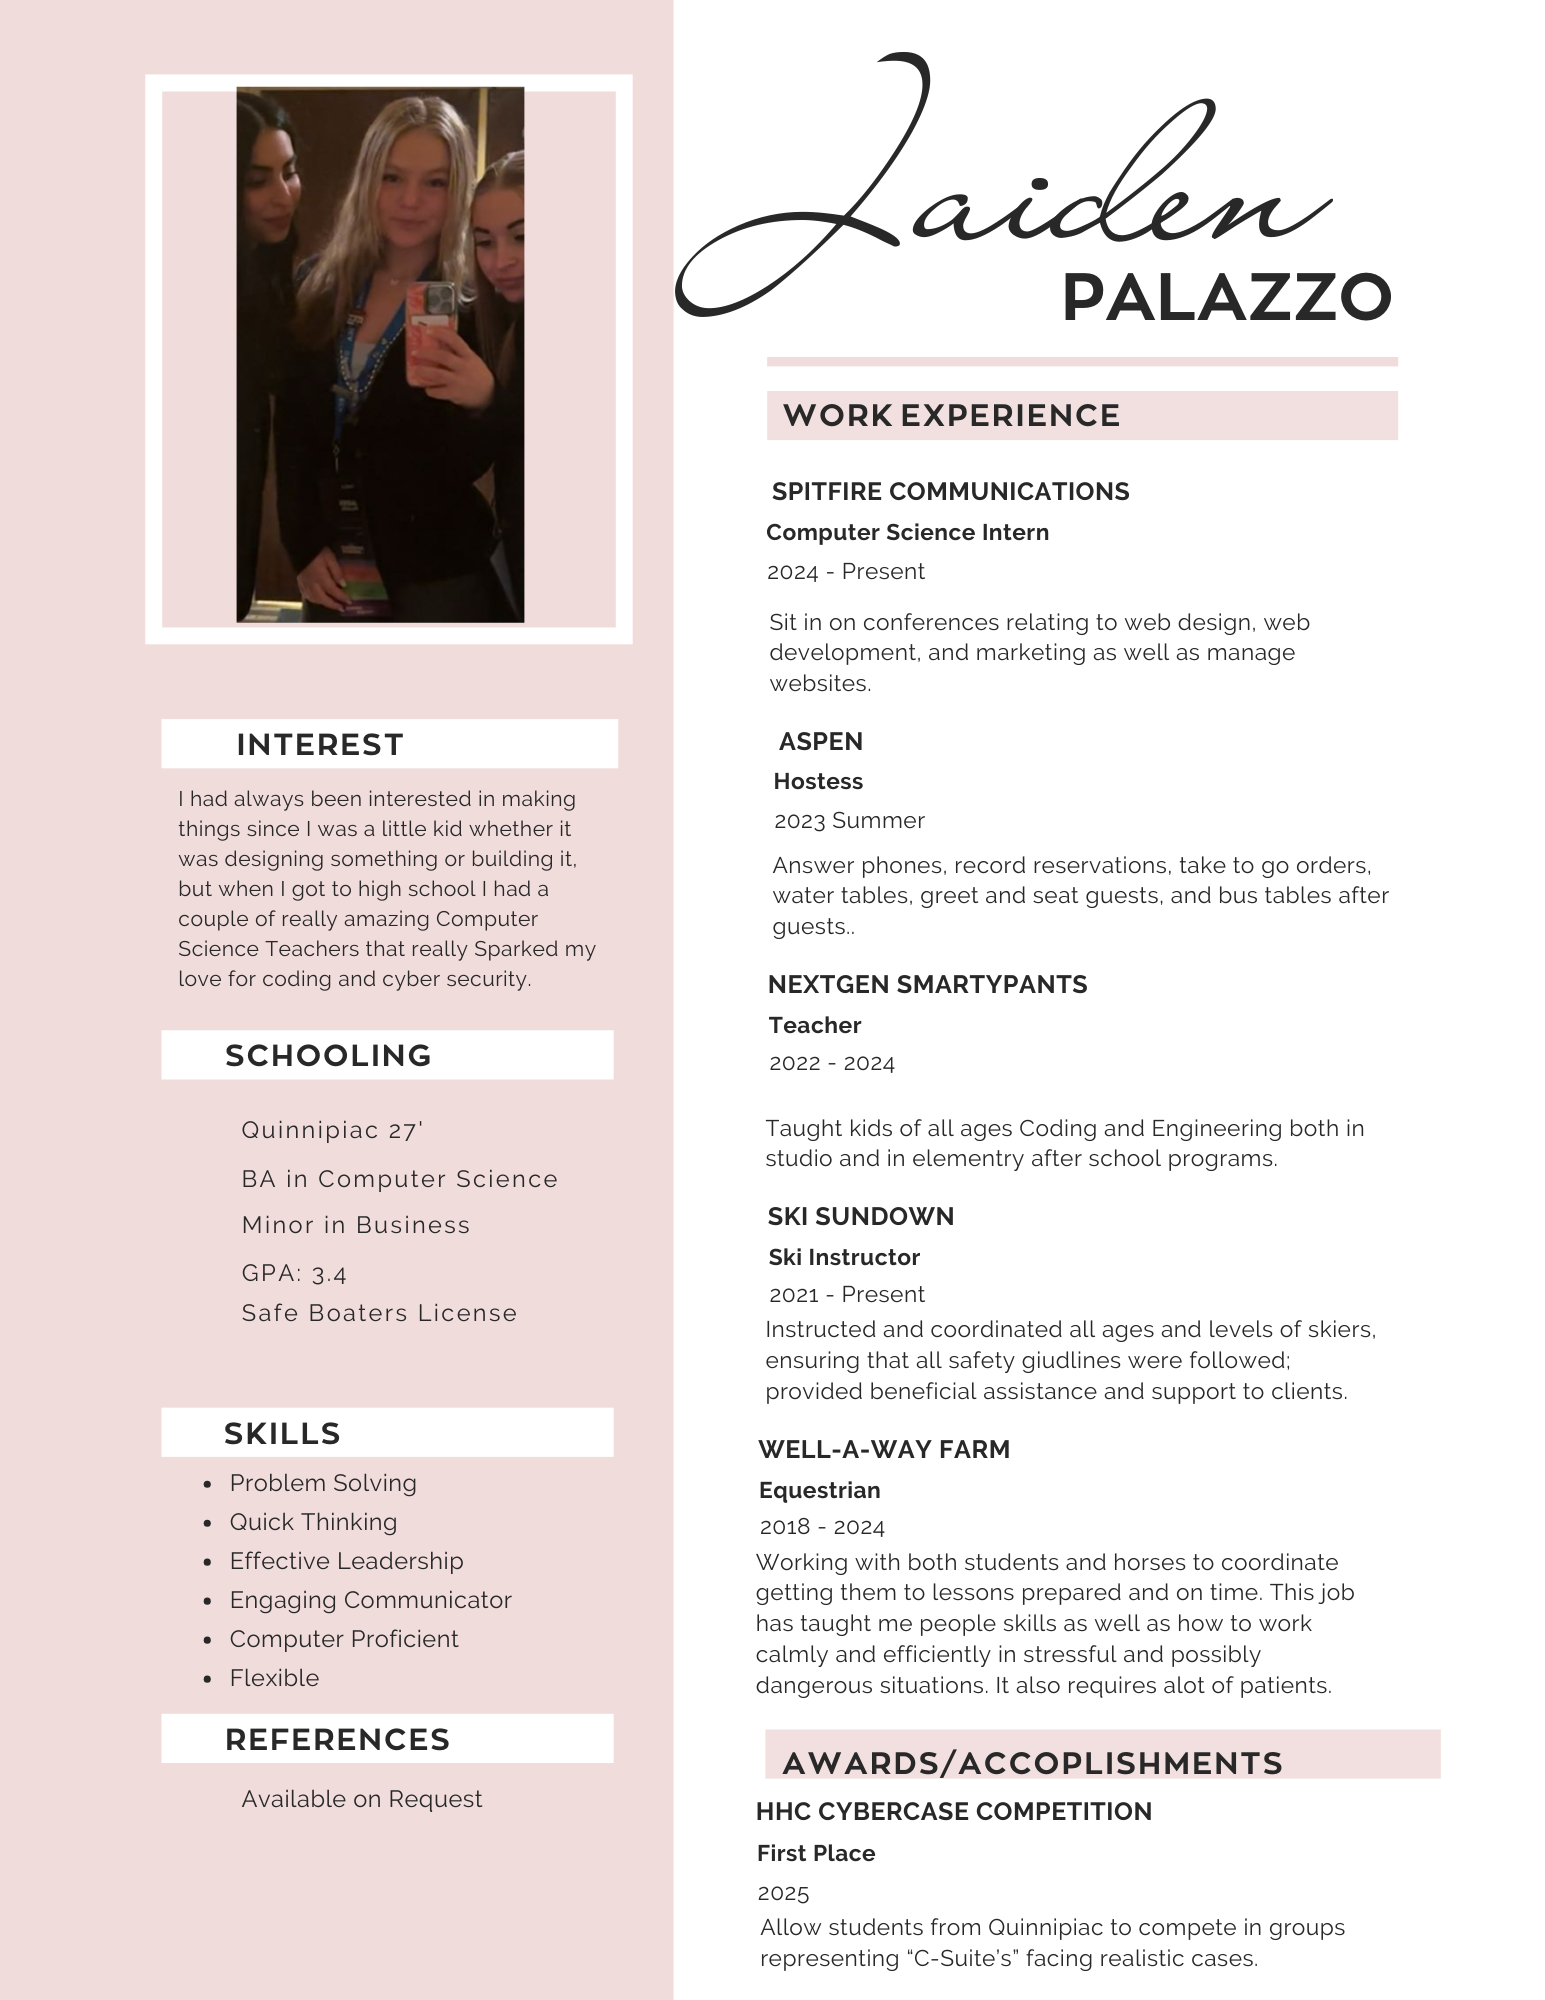 Jaiden
PALAZZO
INTEREST
I had always been interested in making
things since I was a little kid whether it
was designing something or building it,
but when I got to high school I had a
couple of really amazing Computer
Science Teachers that really Sparked my
love for coding and cyber security.
SCHOOLING
Quinnipiac 27'
BA in Computer Science
Minor in Business
GPA: 3.4
Safe Boaters License
SKILLS
• Problem Solving
• Quick Thinking
• Effective Leadership
• Engaging Communicator
• Computer Proficient
• Flexible
REFERENCES
Available on Request
WORK EXPERIENCE
SPITFIRE COMMUNICATIONS
Computer Science Intern
2024 - Present
Sit in on conferences relating to web design, web
development, and marketing as well as manage
websites.
ASPEN
Hostess
2023 Summer
Answer phones, record reservations, take to go orders,
water tables, greet and seat guests, and bus tables after
guests..
NEXTGEN SMARTYPANTS
Teacher
2022 - 2024
Taught kids of all ages Coding and Engineering both in
studio and in elementry after school programs.
SKI SUNDOWN
Ski Instructor
2021 - Present
Instructed and coordinated all ages and levels of skiers,
ensuring that all safety giudlines were followed;
provided beneficial assistance and support to clients.
WELL-A-WAY FARM
Equestrian
2018 - 2024
Working with both students and horses to coordinate
getting them to lessons prepared and on time. This job
has taught me people skills as well as how to work
calmly and efficiently in stressful and possibly
dangerous situations. It also requires alot of patients.
AWARDS/ACCOPLISHMENTS
HHC CYBERCASE COMPETITION
First Place
2025
Allow students from Quinnipiac to compete in groups
representing “C-Suite’s” facing realistic cases.